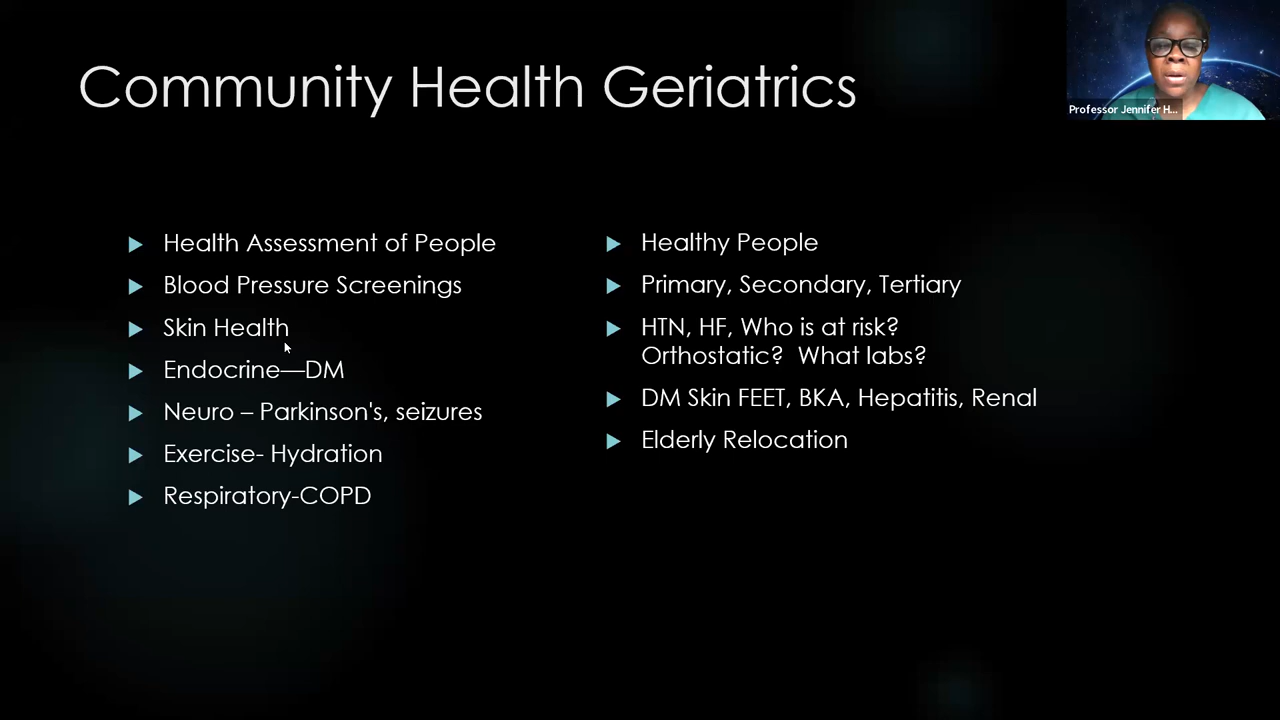 Community Health Geriatrics
Professor Jennifer H...
Health Assessment of People
Blood Pressure Screenings
Skin Health
Endocrine—DM
Neuro – Parkinson's, seizures
Exercise- Hydration
Respiratory-COPD
Healthy People
Primary, Secondary, Tertiary
HTN, HF, Who is at risk?
Orthostatic?  What labs?
DM Skin FEET, BKA, Hepatitis, Renal
Elderly Relocation